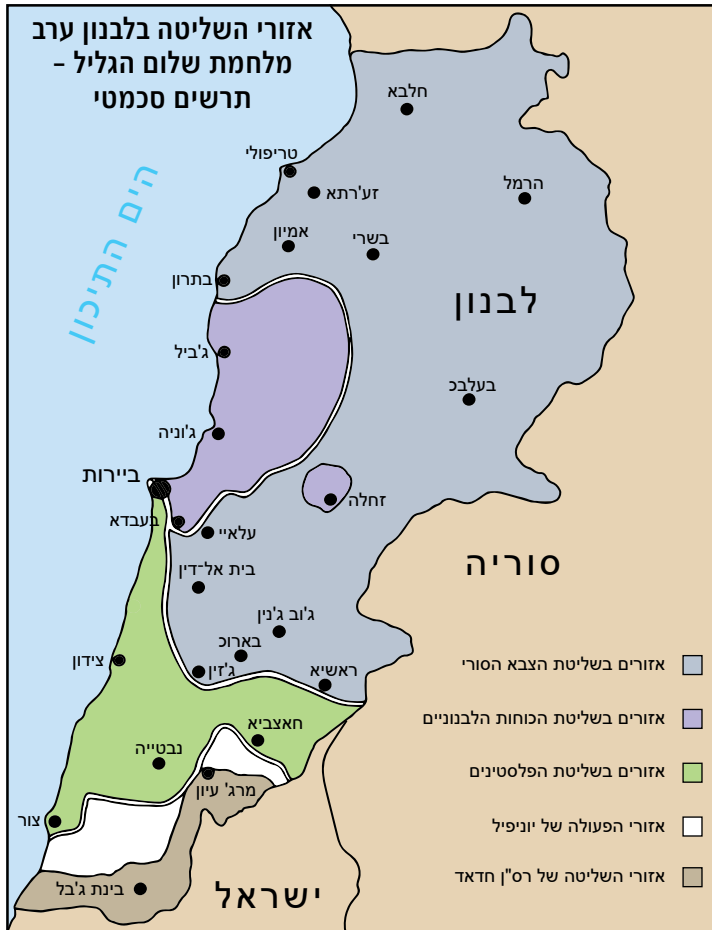 אזורי השליטה בלבנון ערב
מלחמת שלום הגליל –
תרשים סכמטי
חלבא
טריפולי
זע'רתא
הרמל
אמיון
בשרי
בתרון
הים התיכון
לבנון
ג'ביל
בעלבכ
ג'וניה
ביירות
זחלה
בעבדא
עלאיי
סוריה
בית אל־דין
ג'וב ג'נין
בארוכ
צידון
ג'זין
ראשיא
חאצביא
נבטייה
מרג' עיון
צור
בינת ג'בל
ישראל
אזורים בשליטת הצבא הסורי
אזורים בשליטת הכוחות הלבנוניים
אזורים בשליטת הפלסטינים
אזורי הפעולה של יוניפיל
אזורי השליטה של רס"ן חדאד